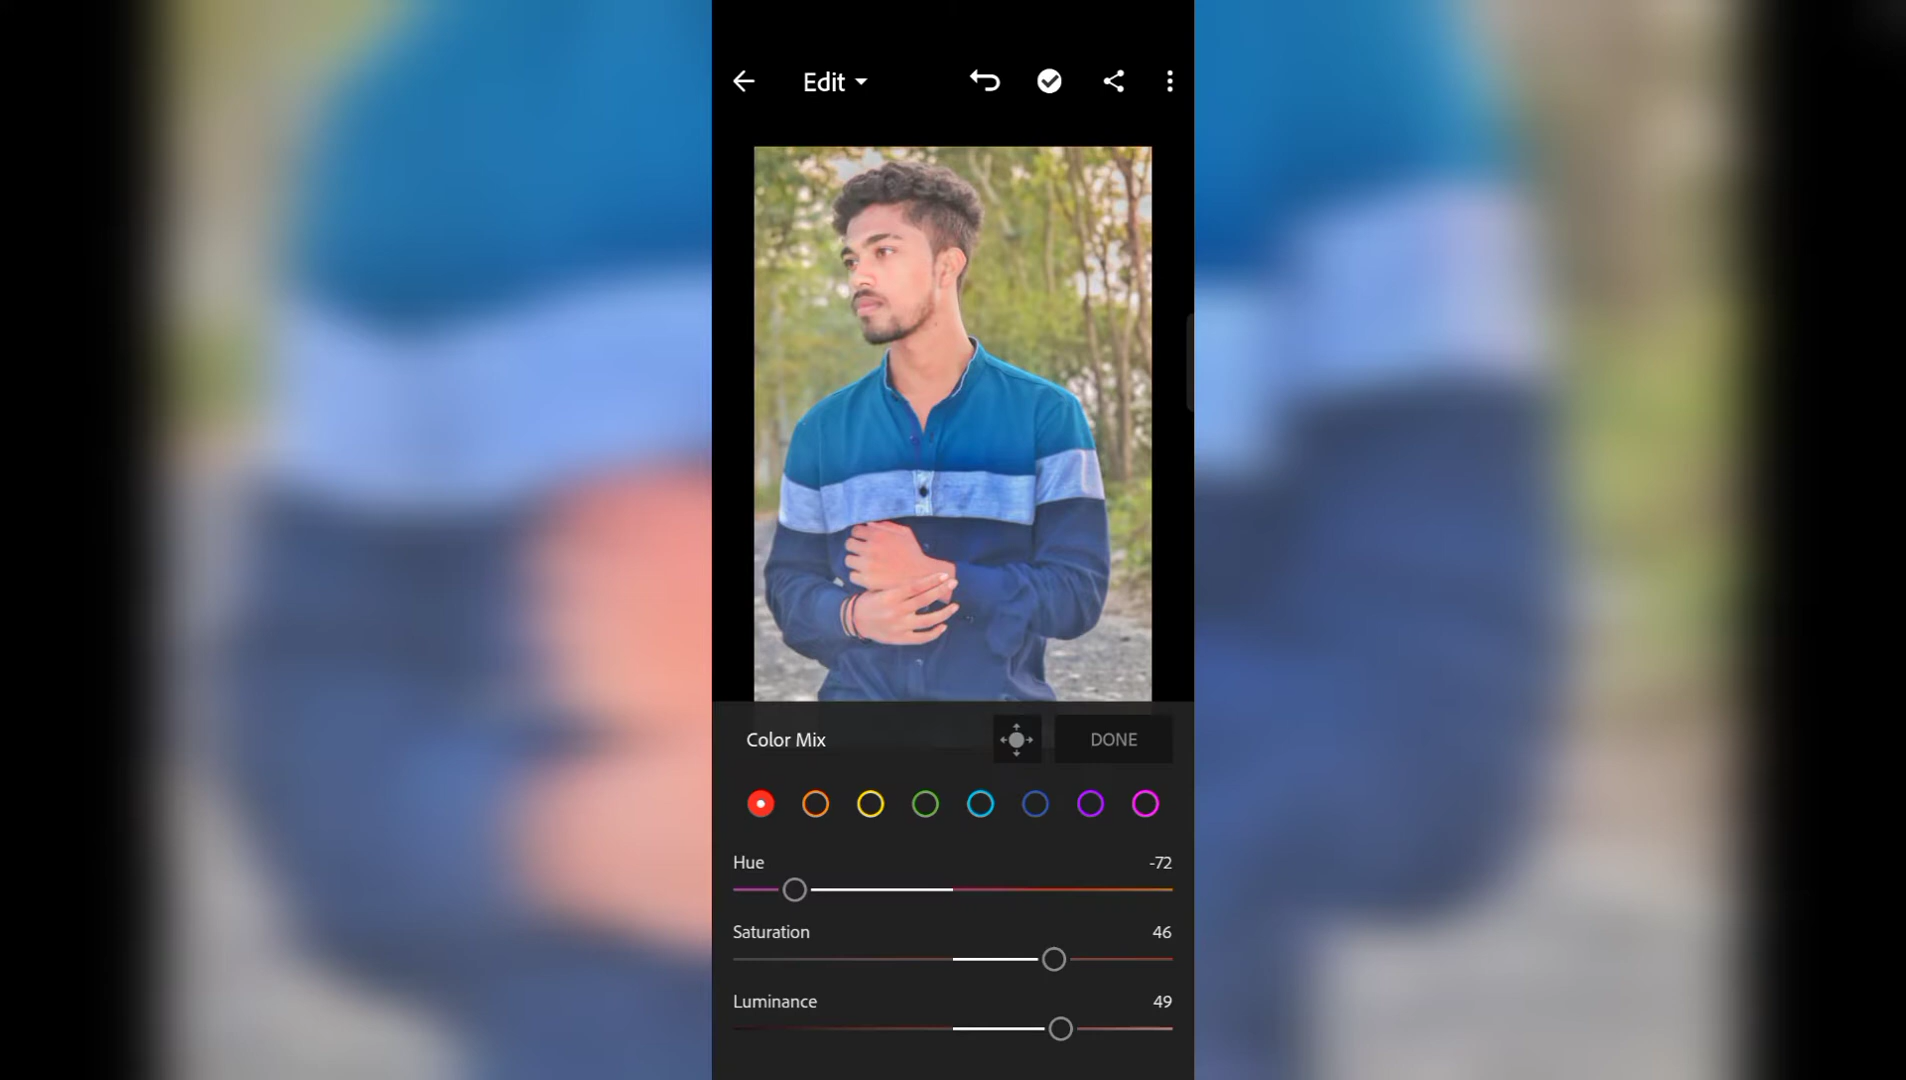 Edit
Color Mix
DONE
Hue
-72
Saturation
46
Luminance
49